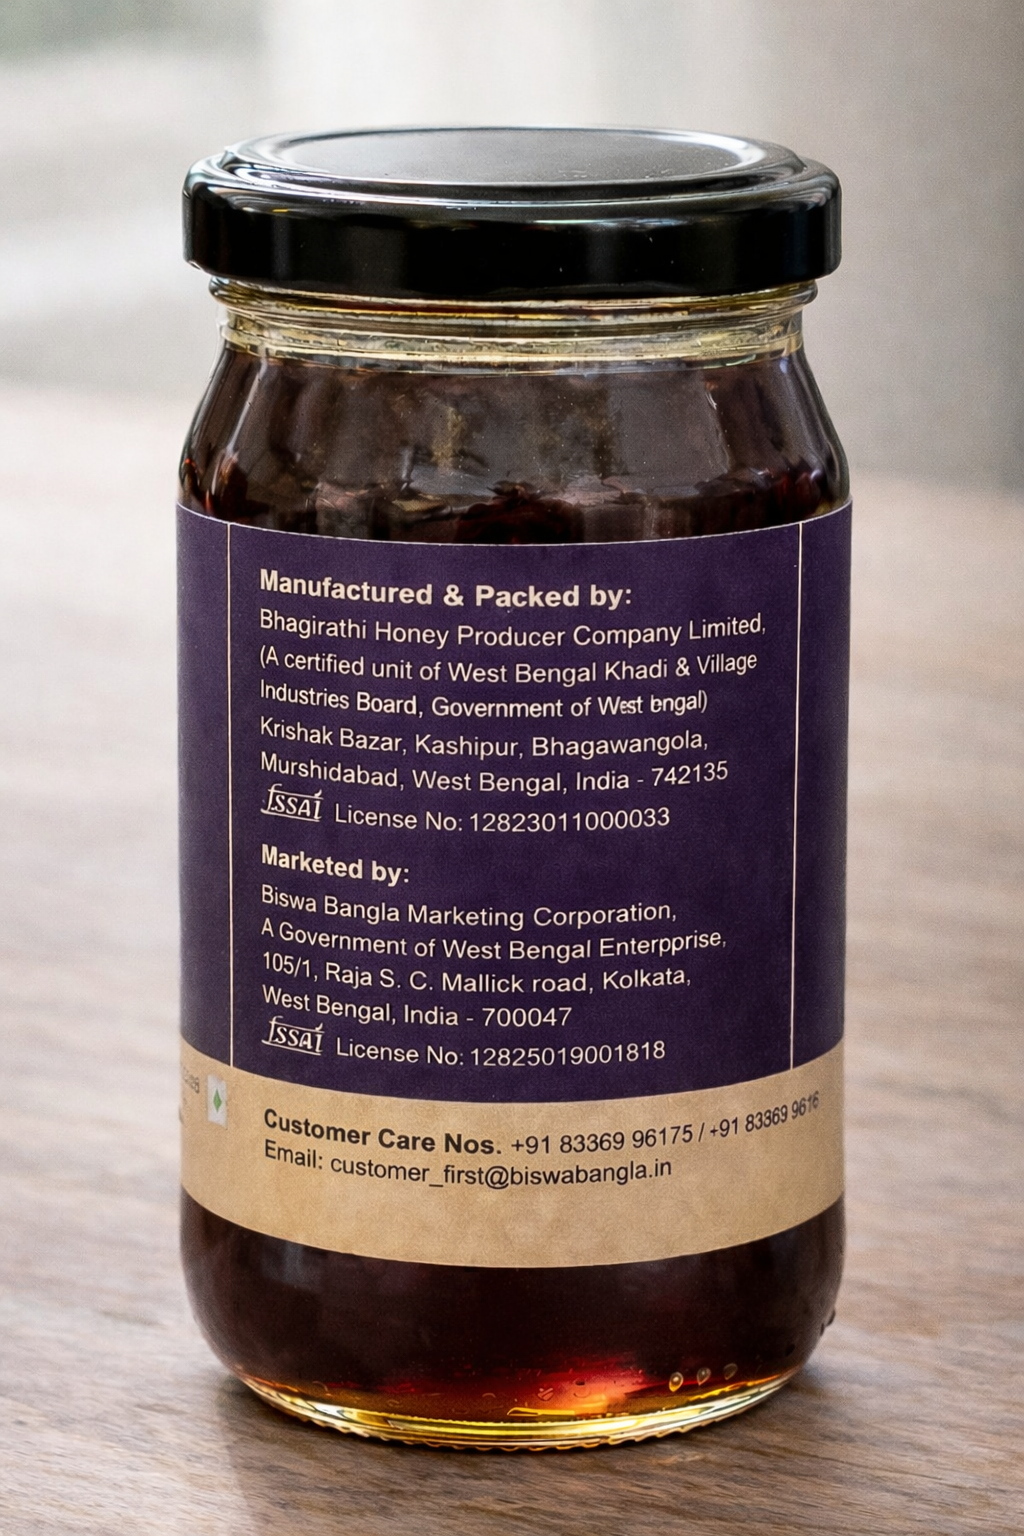 Manufactured & Packed by:
Bhagirathi Honey Producer Company Limited,
(A certified unit of West Bengal Khadi & Village
Industries Board, Government of West bngal)
Krishak Bazar, Kashipur, Bhagawangola,
Murshidabad, West Bengal, India - 742135
fssai License No: 12823011000033
Marketed by:
Biswa Bangla Marketing Corporation,
A Government of West Bengal Enterpprise,
105/1, Raja S. C. Mallick road, Kolkata,
West Bengal, India - 700047
fssai License No: 12825019001818
Customer Care Nos. +91 83369 96175 / +91 83369 9616
Email: customer_first@biswabangla.in